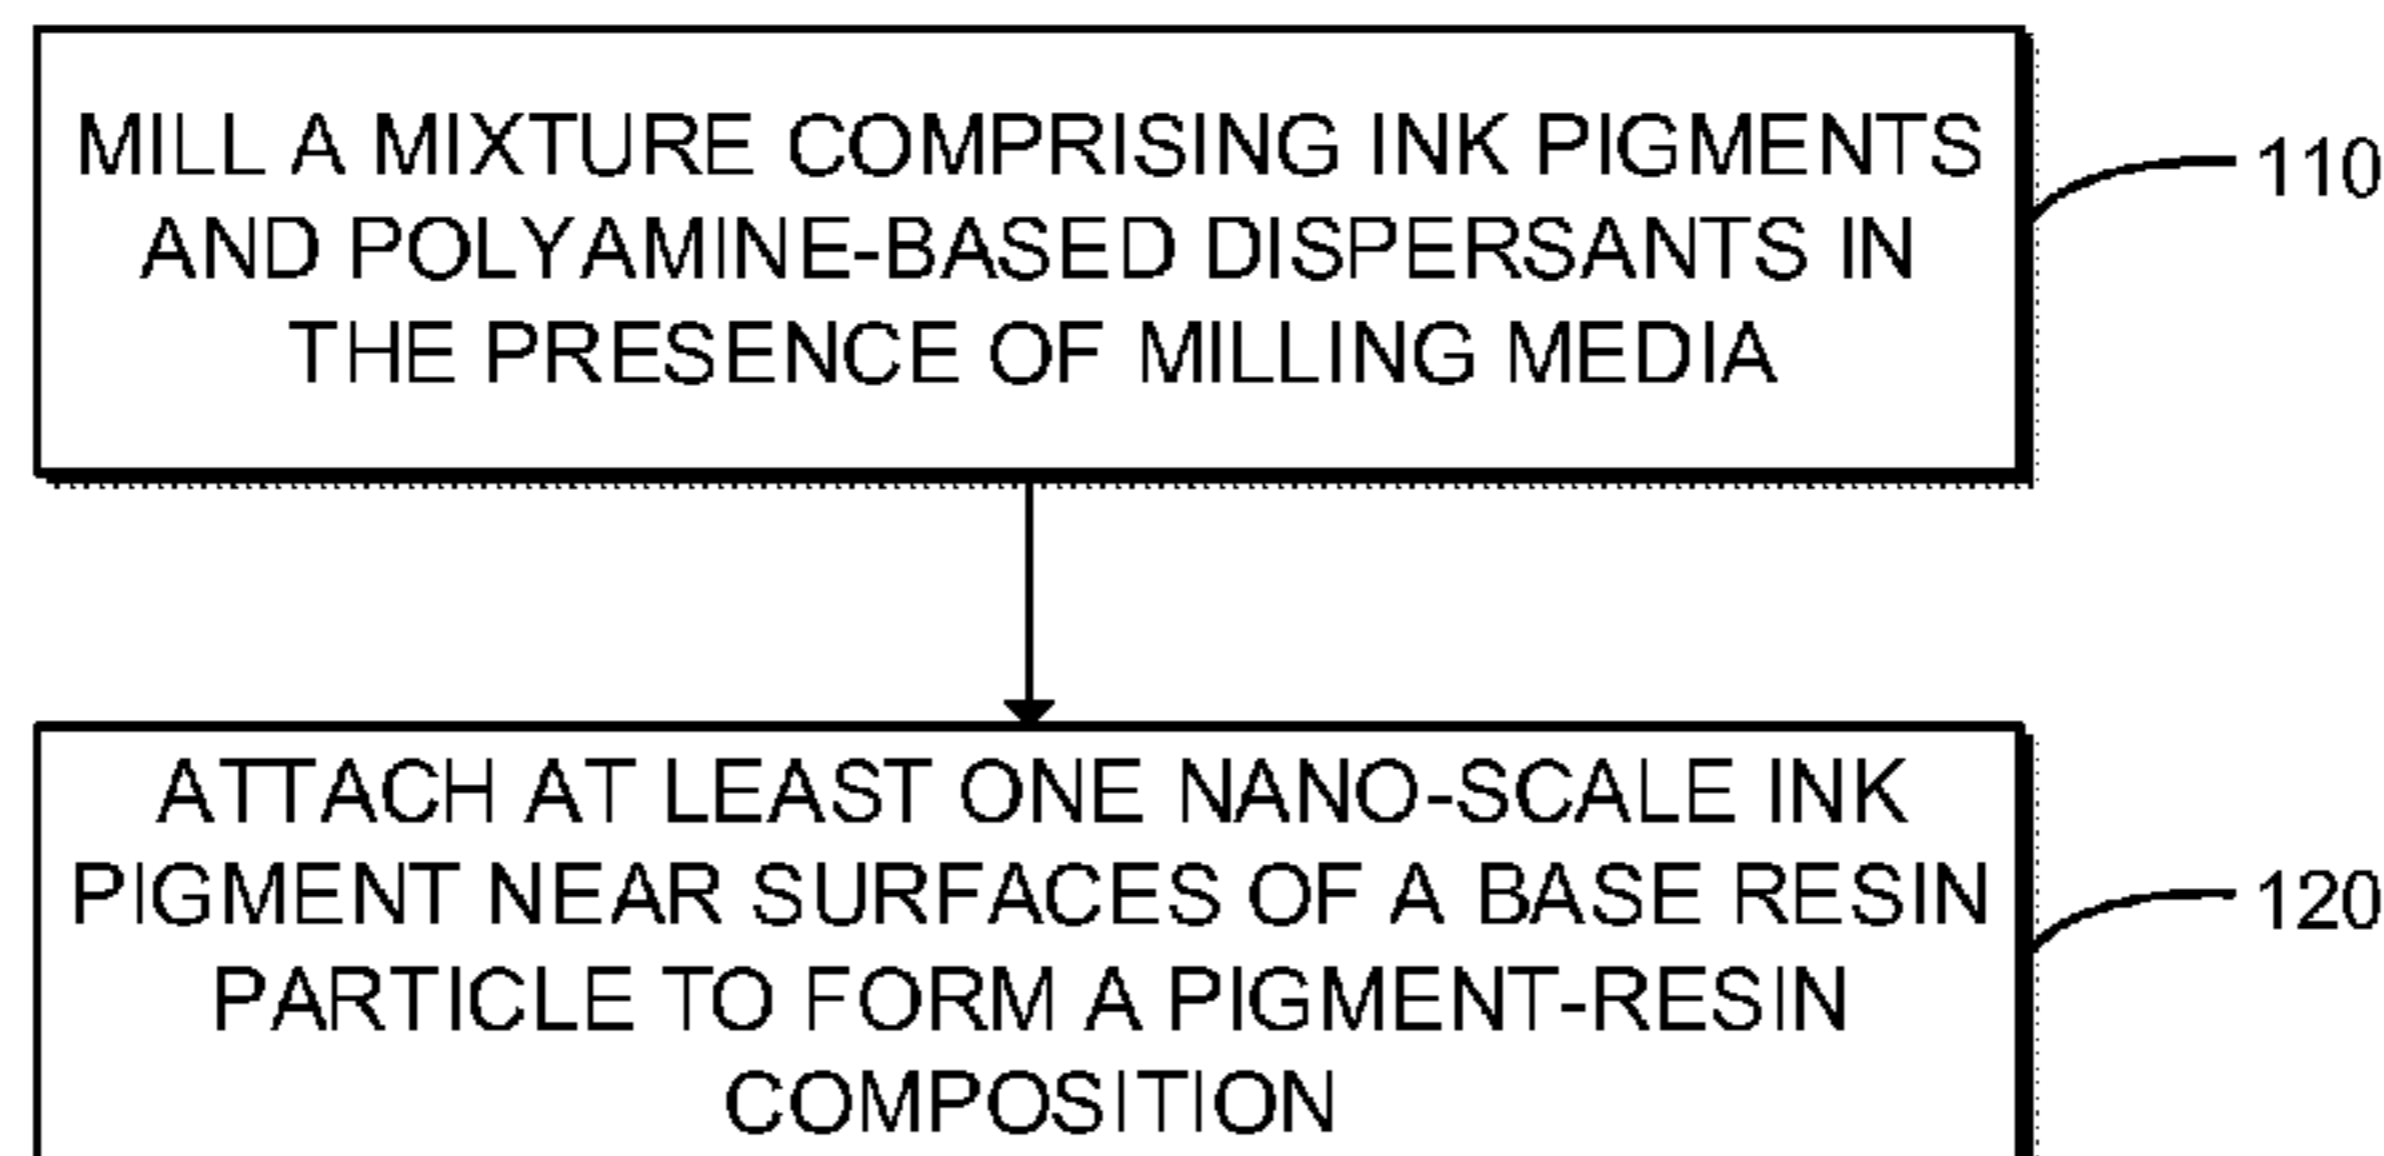 MILL A MIXTURE COMPRISING INK PIGMENTS
AND POLYAMINE-BASED DISPERSANTS IN
THE PRESENCE OF MILLING MEDIA
110
ATTACH AT LEAST ONE NANO-SCALE INK
PIGMENT NEAR SURFACES OF A BASE RESIN
PARTICLE TO FORM A PIGMENT-RESIN
COMPOSITION
120